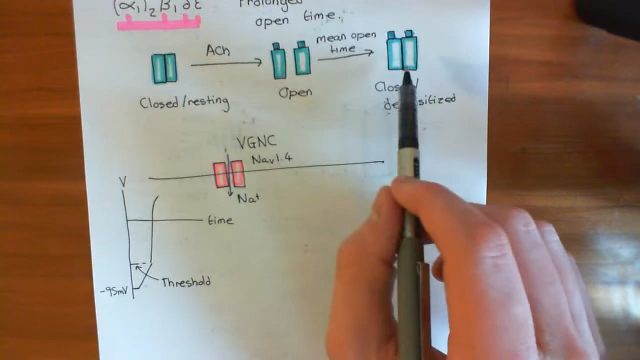 (α₁)₂ β₁ δε
Prolonged
open time.
ACh
mean open
time
Closed/resting
Open
VGNC
Nav1.4
Na⁺
V
time
Threshold
-95mV